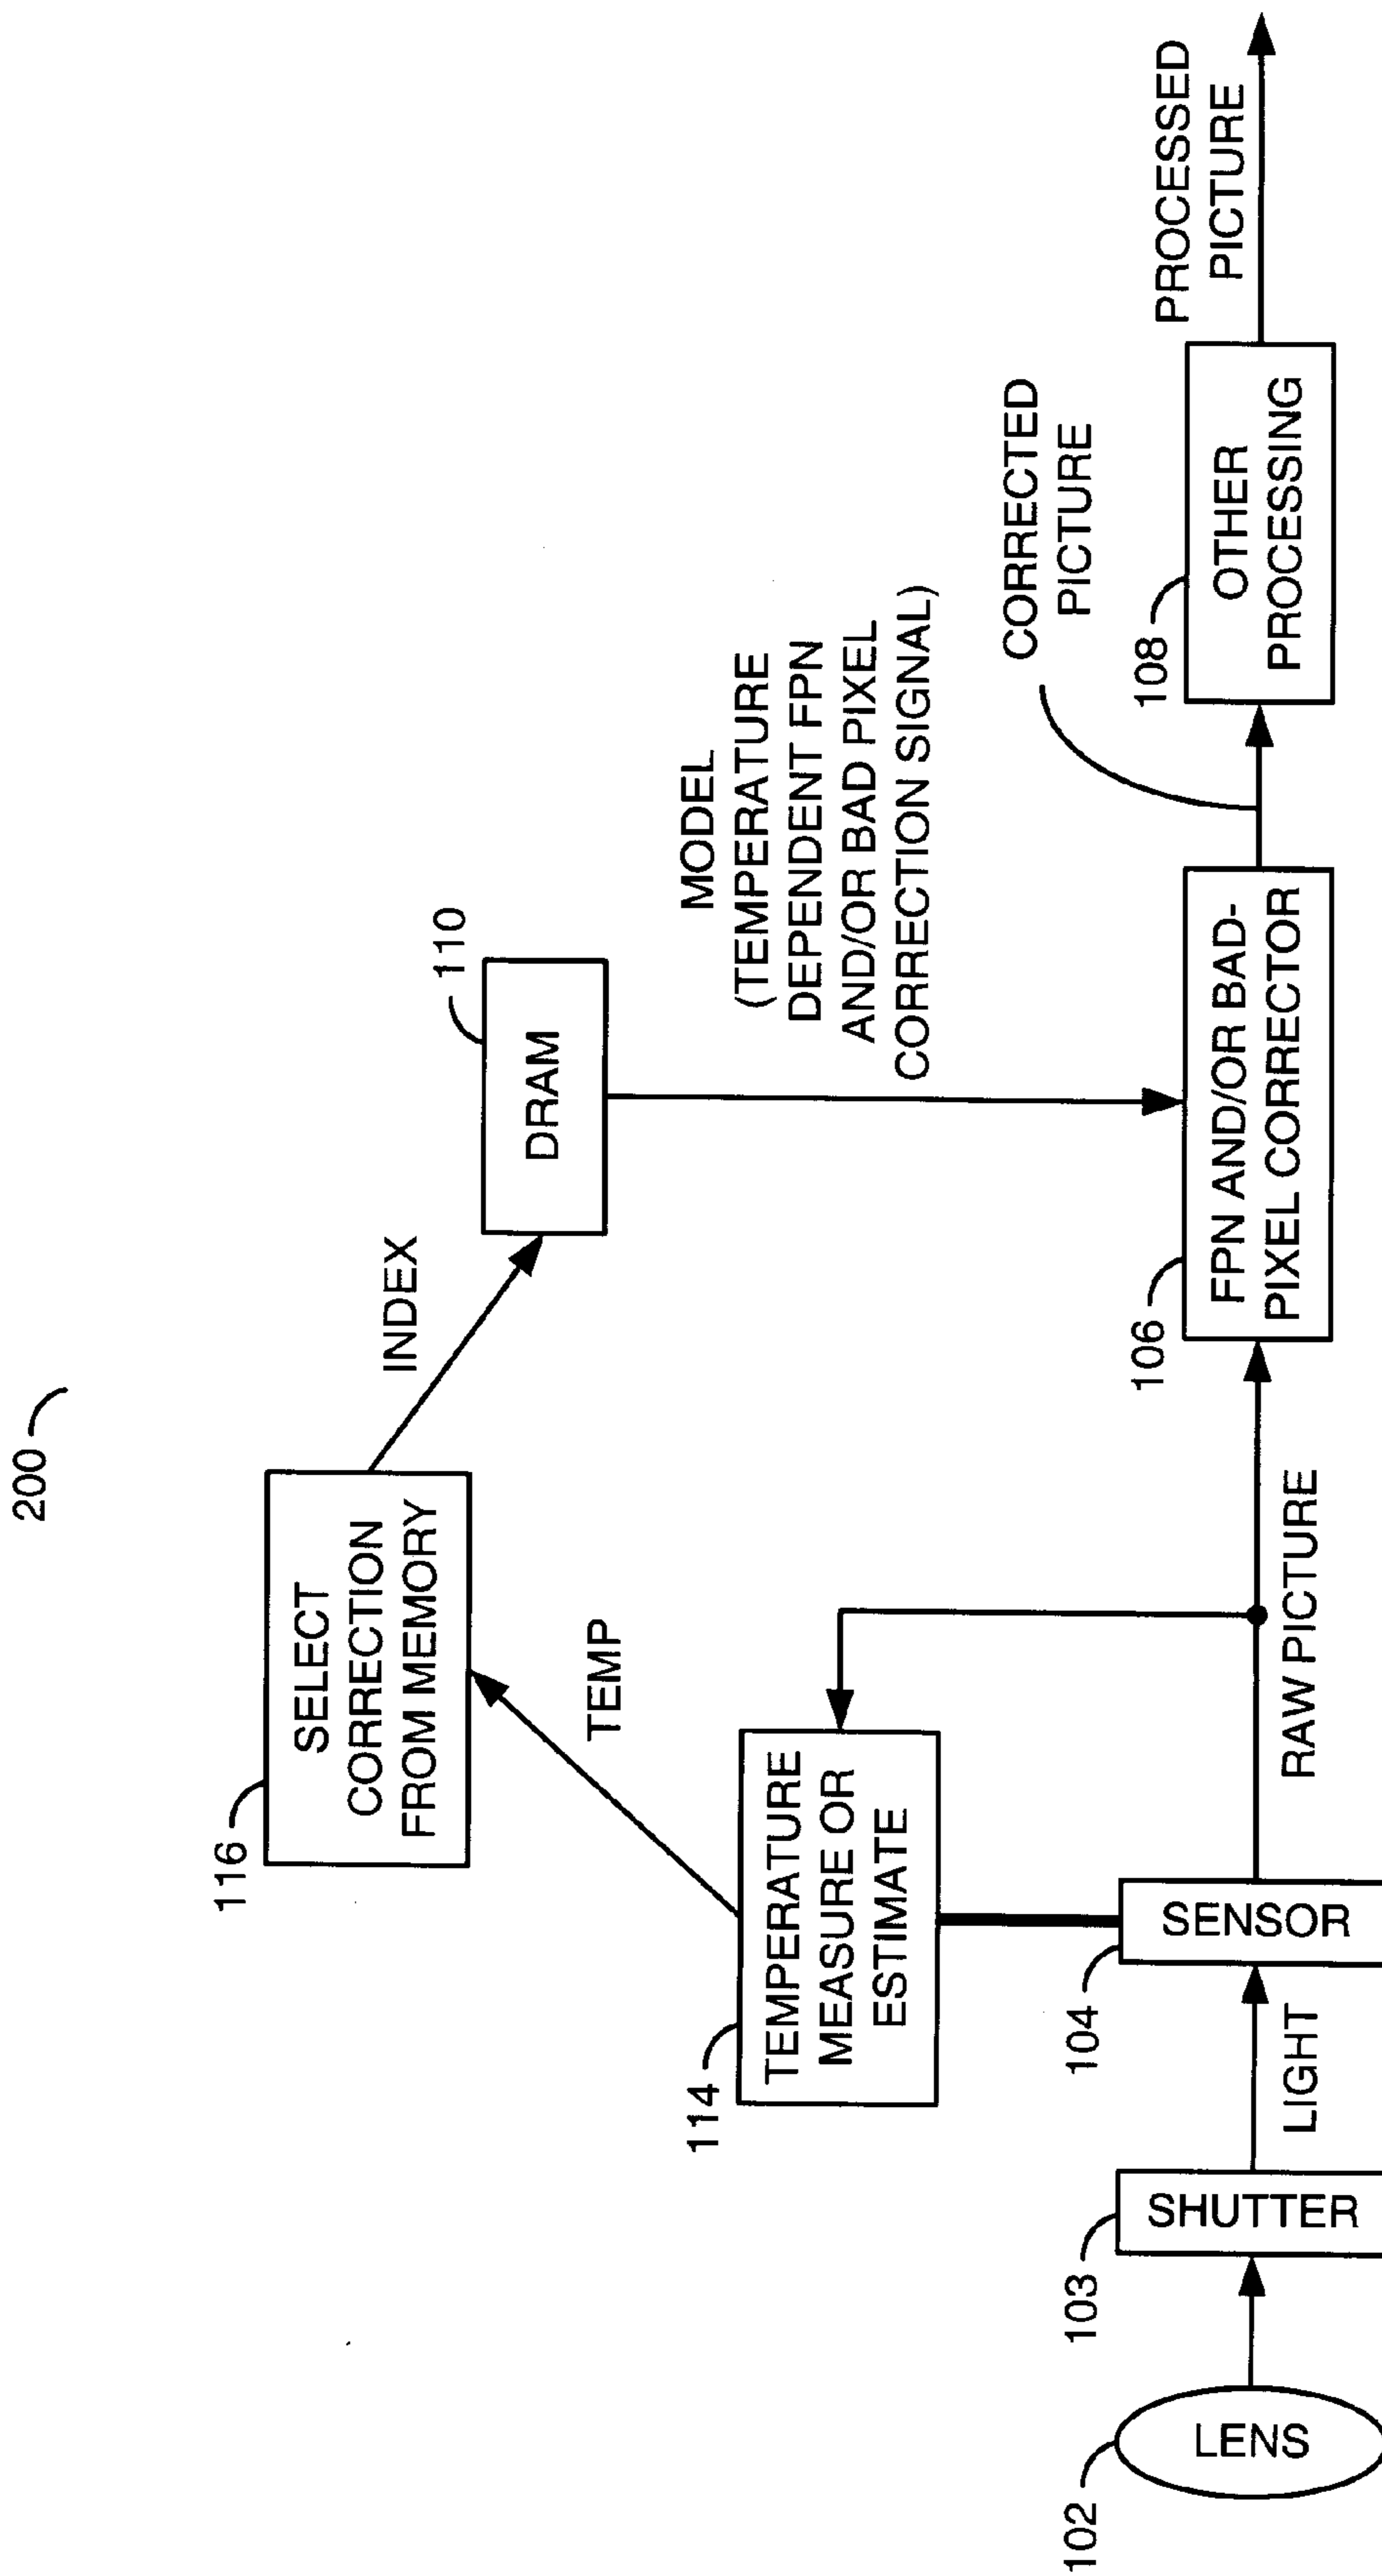 200
116
SELECT
CORRECTION
FROM MEMORY
INDEX
110
DRAM
TEMP
MODEL
(TEMPERATURE
DEPENDENT FPN
AND/OR BAD PIXEL
CORRECTION SIGNAL)
114
TEMPERATURE
MEASURE OR
ESTIMATE
102
LENS
103
SHUTTER
LIGHT
104
SENSOR
RAW PICTURE
106
FPN AND/OR BAD-
PIXEL CORRECTOR
CORRECTED
PICTURE
108
OTHER
PROCESSING
PROCESSED
PICTURE